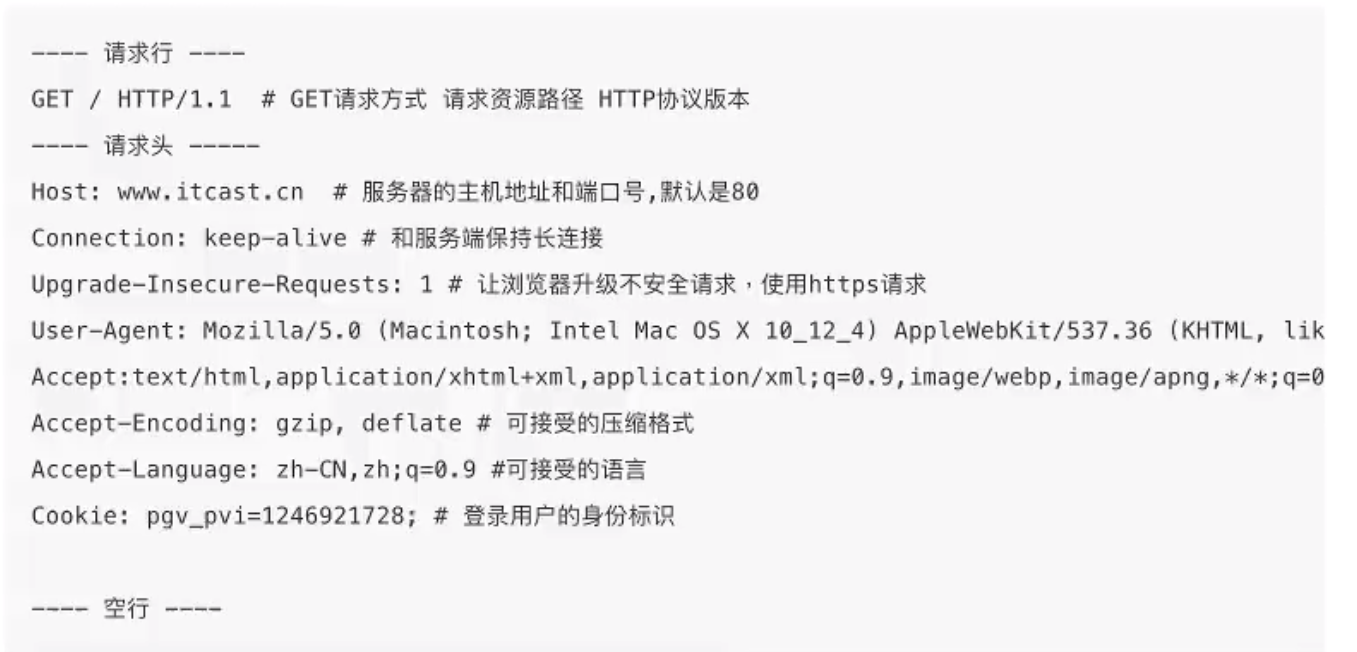 ---- 请求行 ----
GET / HTTP/1.1  # GET请求方式 请求资源路径 HTTP协议版本
---- 请求头 -----
Host: www.itcast.cn  # 服务器的主机地址和端口号,默认是80
Connection: keep-alive # 和服务端保持长连接
Upgrade-Insecure-Requests: 1 # 让浏览器升级不安全请求，使用https请求
User-Agent: Mozilla/5.0 (Macintosh; Intel Mac OS X 10_12_4) AppleWebKit/537.36 (KHTML, lik
Accept:text/html,application/xhtml+xml,application/xml;q=0.9,image/webp,image/apng,*/*;q=0
Accept-Encoding: gzip, deflate # 可接受的压缩格式
Accept-Language: zh-CN,zh;q=0.9 #可接受的语言
Cookie: pgv_pvi=1246921728; # 登录用户的身份标识
---- 空行 ----